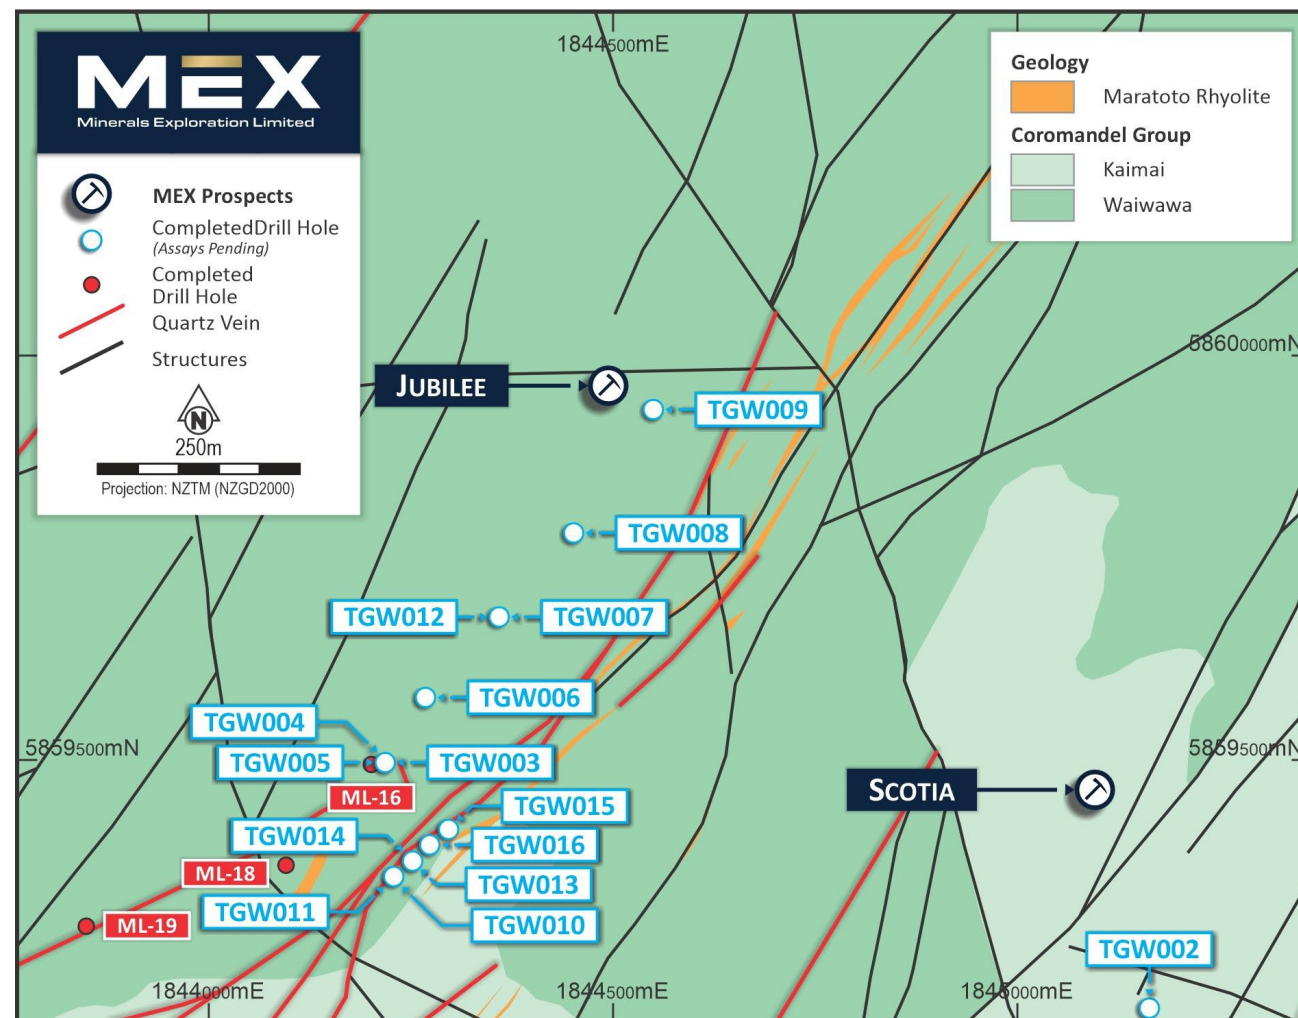 MEX
Minerals Exploration Limited
MEX Prospects
CompletedDrill Hole
(Assays Pending)
Completed
Drill Hole
Quartz Vein
Structures
N
250m
Projection: NZTM (NZGD2000)
1844500mE
Geology
Maratoto Rhyolite
Coromandel Group
Kaimai
Waiwawa
5860000mN
JUBILEE
TGW009
TGW008
TGW012
TGW007
TGW006
TGW004
5859500mN
TGW005
TGW003
5859500mN
ML-16
SCOTIA
TGW015
TGW014
TGW016
ML-18
TGW013
TGW011
ML-19
TGW010
TGW002
1844000mE
1844500mE
1845000mE